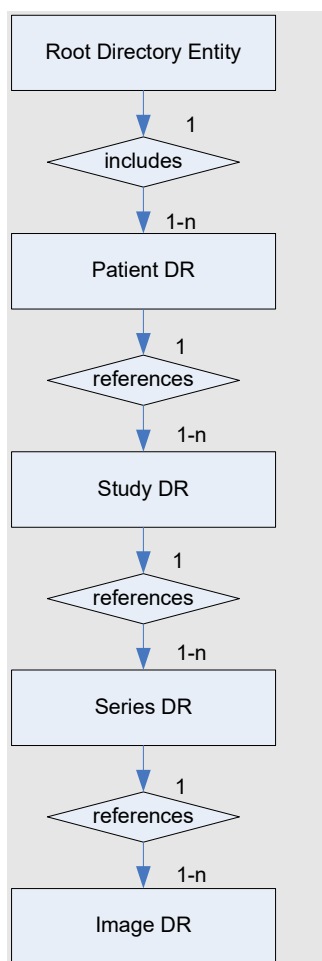 Root Directory Entity
1
includes
1-n
Patient DR
1
references
1-n
Study DR
1
references
1-n
Series DR
1
references
1-n
Image DR